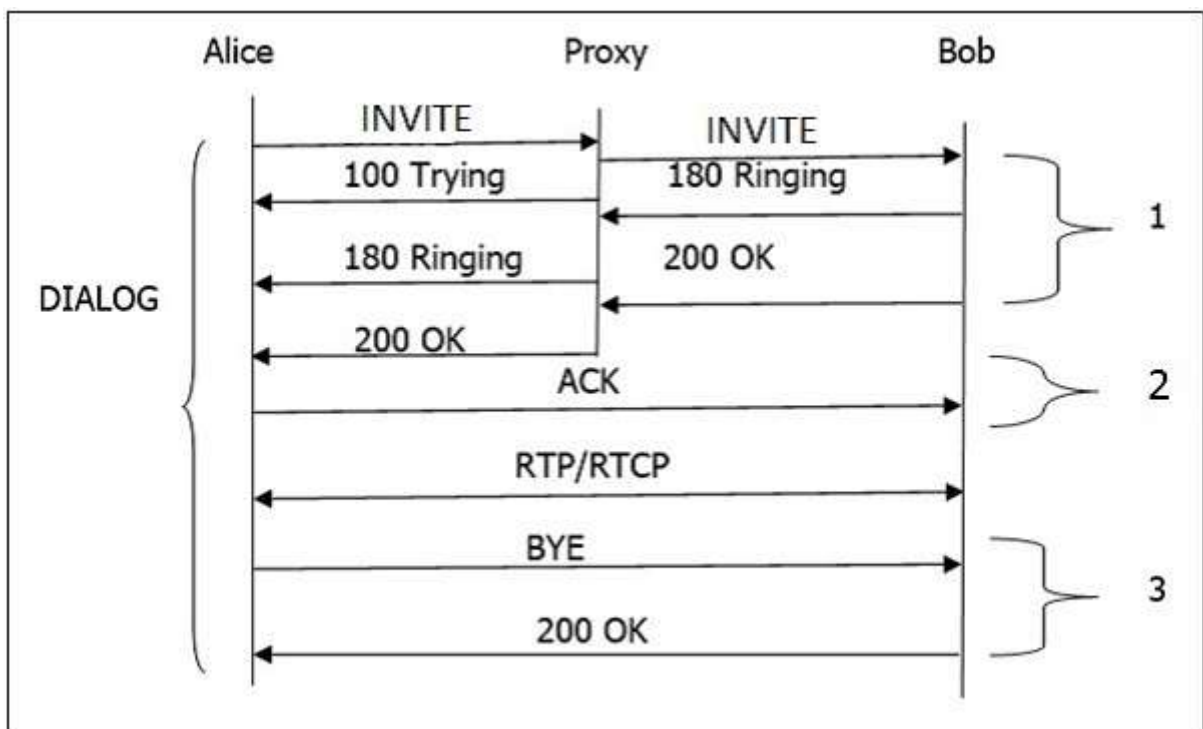 Alice Proxy Bob
INVITE INVITE
100 Trying 180 Ringing
1
180 Ringing 200 OK
DIALOG
200 OK
ACK 2
RTP/RTCP
BYE
3
200 OK